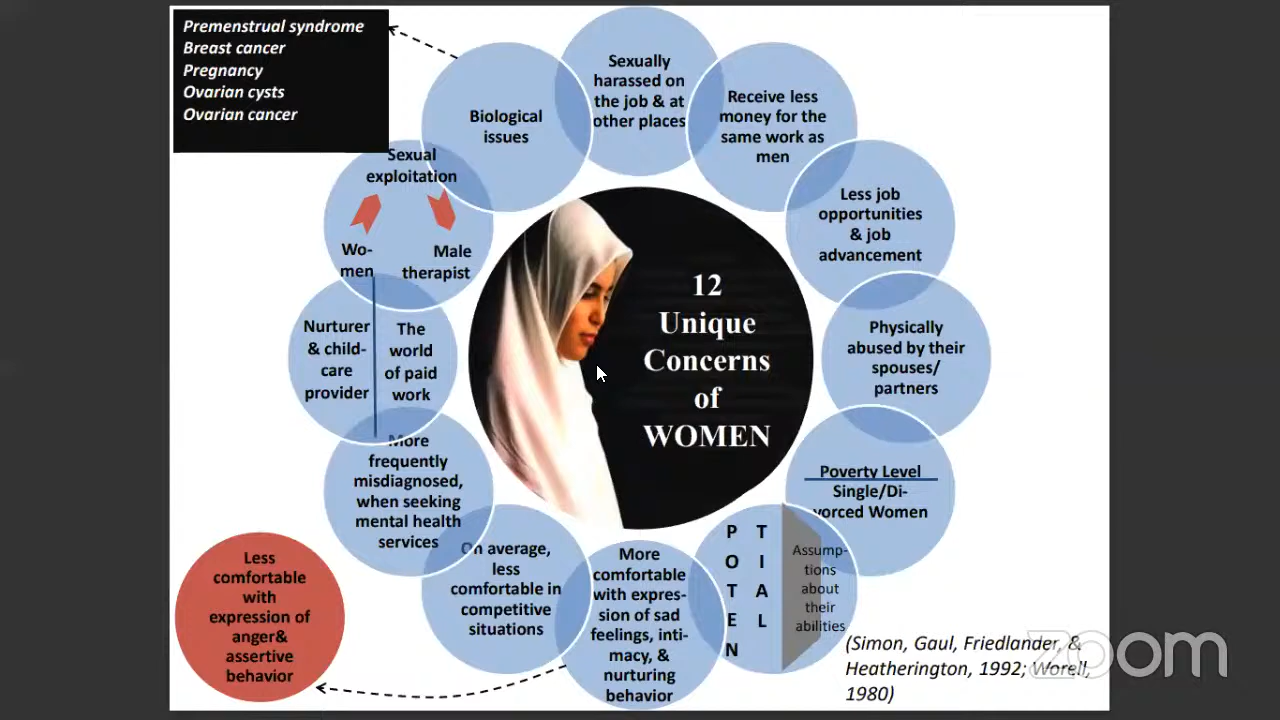 Premenstrual syndrome
Breast cancer
Pregnancy
Ovarian cysts
Ovarian cancer
Biological
issues
Sexually
harassed on
the job & at
other places
Receive less
money for the
same work as
men
Less job
opportunities
& job
advancement
Physically
abused by their
spouses/
partners
Poverty Level
Single/Di-
vorced Women
POTEN
TIAL
Assump-
tions
about
their
abilities
More
comfortable
with expres-
sion of sad
feelings, inti-
macy, &
nurturing
behavior
Less
comfortable
with
expression of
anger&
assertive
behavior
On average,
less
comfortable in
competitive
situations
More
frequently
misdiagnosed,
when seeking
mental health
services
Nurturer
& child-
care
provider
The
world
of paid
work
Sexual
exploitation
Wo-
men
Male
therapist
12
Unique
Concerns
of
WOMEN
(Simon, Gaul, Friedlander, &
Heatherington, 1992; Worell,
1980)
zoom